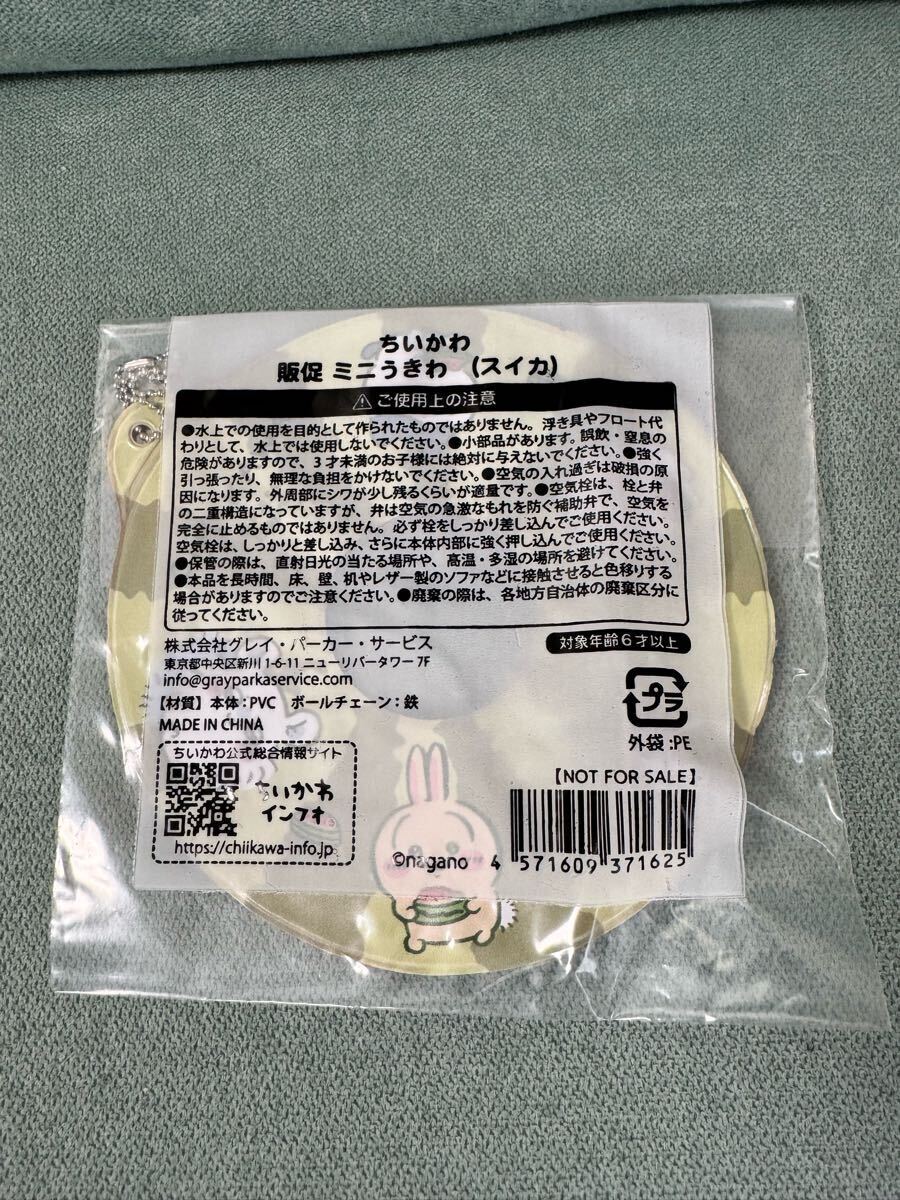 ちいかわ
販促 ミニうきわ (スイカ)
⚠ ご使用上の注意
●水上での使用を目的として作られたものではありません。浮き具やフロート代
わりとして、水上では使用しないでください。●小部品があります。誤飲・窒息の
危険がありますので、3才未満のお子様には絶対に与えないでください。●強く
引っ張ったり、無理な負担をかけないでください。●空気の入れ過ぎは破損の原
因になります。外周部にシワが少し残るくらいが適量です。●空気栓は、栓と弁
の二重構造になっていますが、弁は空気の急激なもれを防ぐ補助弁で、空気を
完全に止めるものではありません。必ず栓をしっかり差し込んでご使用ください。
空気栓は、しっかりと差し込み、さらに本体内部に強く押し込んでご使用ください。
●保管の際は、直射日光の当たる場所や、高温・多湿の場所を避けてください。
●本品を長時間、床、壁、机やレザー製のソファなどに接触させると色移りする
場合がありますのでご注意ください。●廃棄の際は、各地方自治体の廃棄区分に
従ってください。
株式会社グレイ・パーカー・サービス
対象年齢6才以上
東京都中央区新川 1-6-11 ニューリバータワー 7F
info@grayparkaservice.com
【材質】本体:PVC ボールチェーン:鉄
MADE IN CHINA
プラ
外袋:PE
ちいかわ公式総合情報サイト
ちいかわ
インフォ
https://chiikawa-info.jp
【NOT FOR SALE】
©nagano
4 571609 371625